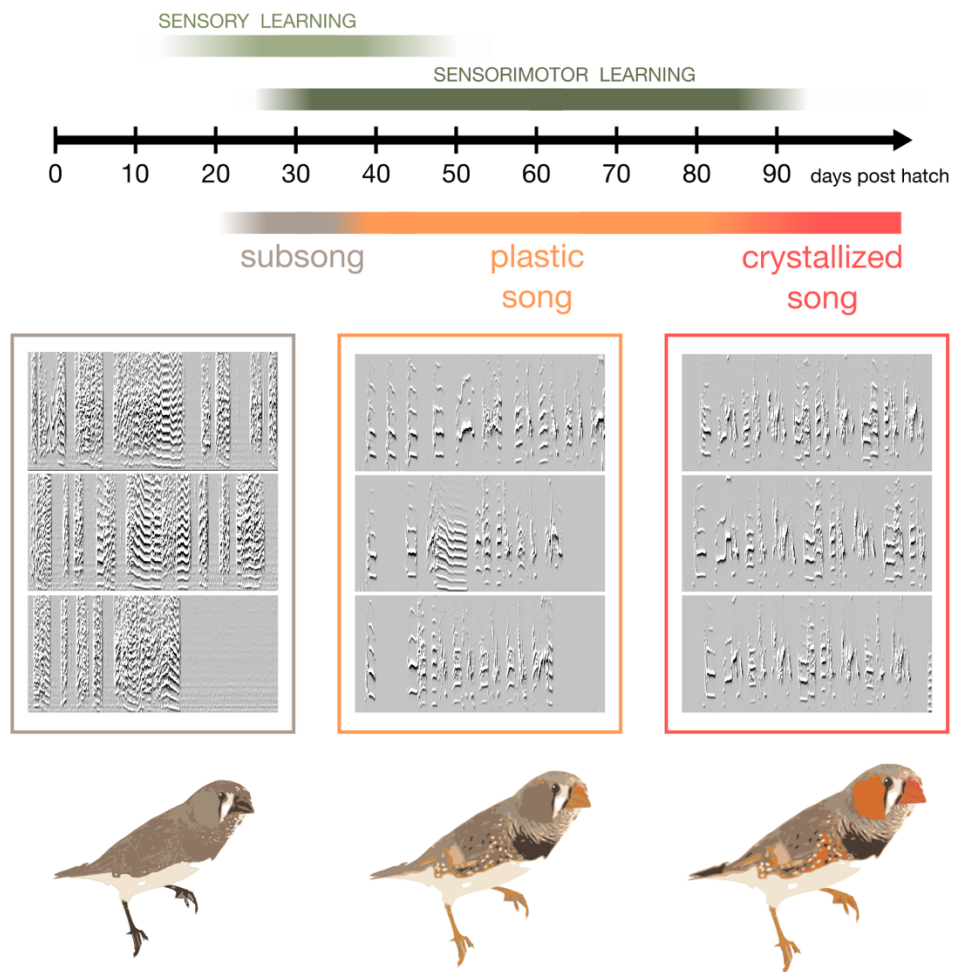 SENSORY LEARNING
SENSORIMOTOR LEARNING
0 10 20 30 40 50 60 70 80 90 days post hatch
subsong
plastic
song
crystallized
song